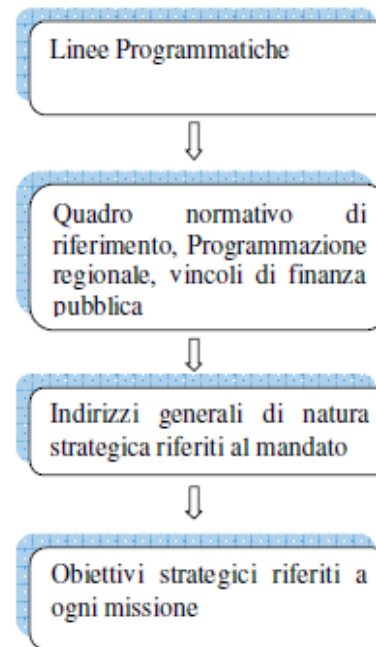 Linee Programmatiche
Quadro normativo di
riferimento, Programmazione
regionale, vincoli di finanza
pubblica
Indirizzi generali di natura
strategica riferiti al mandato
Obiettivi strategici riferiti a
ogni missione